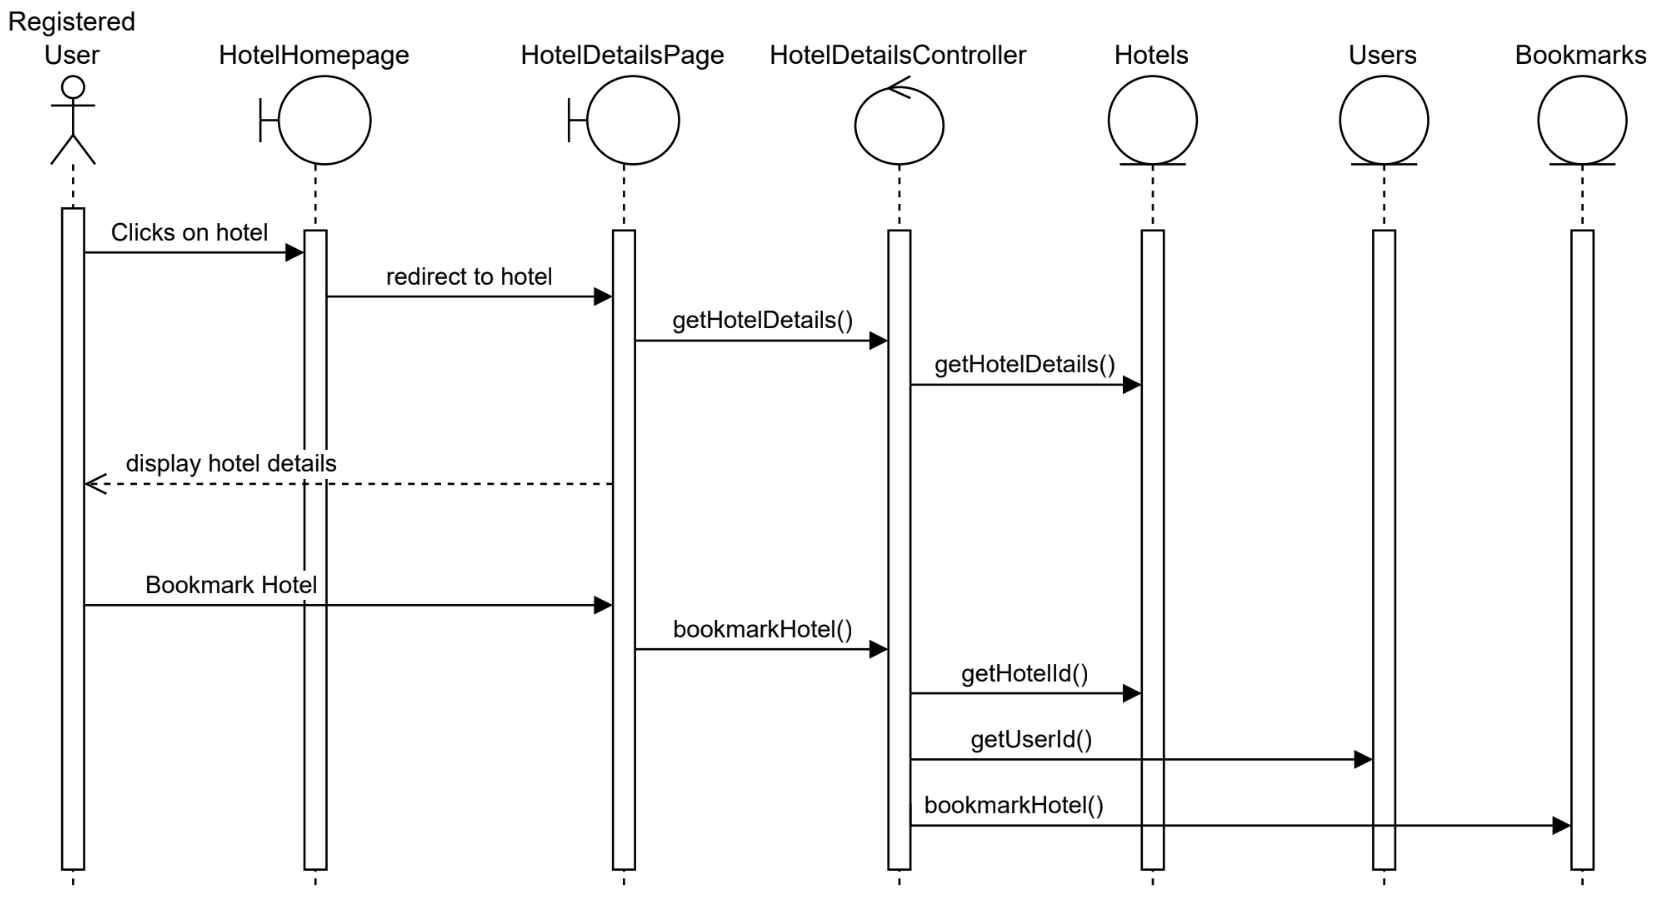 Registered
User
HotelHomepage
HotelDetailsPage
HotelDetailsController
Hotels
Users
Bookmarks
Clicks on hotel
redirect to hotel
getHotelDetails()
getHotelDetails()
display hotel details
Bookmark Hotel
bookmarkHotel()
getHotelId()
getUserId()
bookmarkHotel()